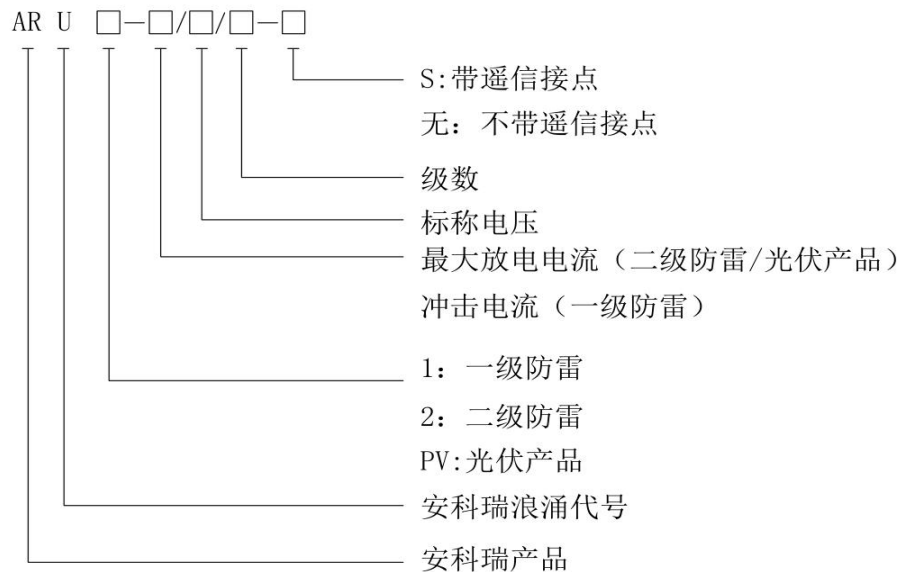 AR U □-□/□/□-□
S:带遥信接点
无：不带遥信接点
级数
标称电压
最大放电电流（二级防雷/光伏产品）
冲击电流（一级防雷）
1：一级防雷
2：二级防雷
PV:光伏产品
安科瑞浪涌代号
安科瑞产品